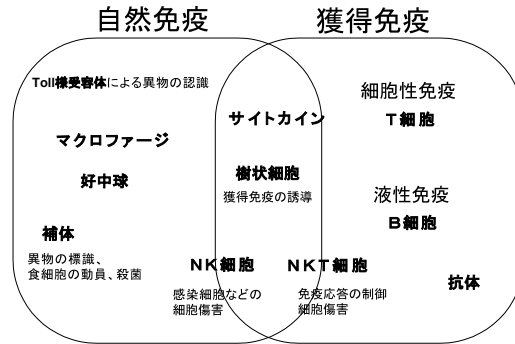 自然免疫
獲得免疫
Toll様受容体による異物の認識
マクロファージ
好中球
補体
異物の標識、
食細胞の動員、殺菌
サイトカイン
樹状細胞
獲得免疫の誘導
NK細胞
感染細胞などの
細胞傷害
NKT細胞
免疫応答の制御
細胞傷害
細胞性免疫
T細胞
液性免疫
B細胞
抗体